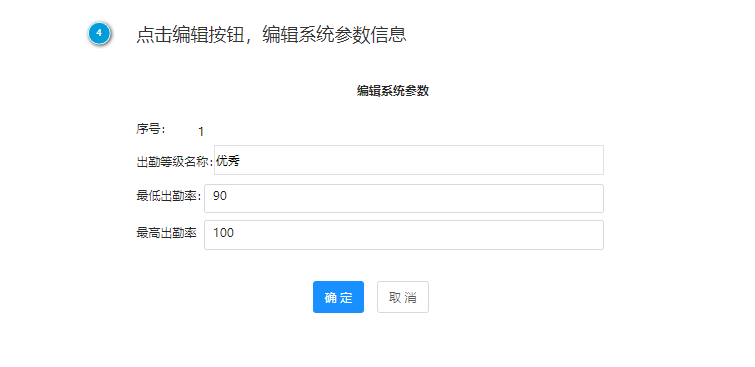 4 点击编辑按钮，编辑系统参数信息
编辑系统参数
序号： 1
出勤等级名称: 优秀
最低出勤率: 90
最高出勤率 100
确 定 取 消